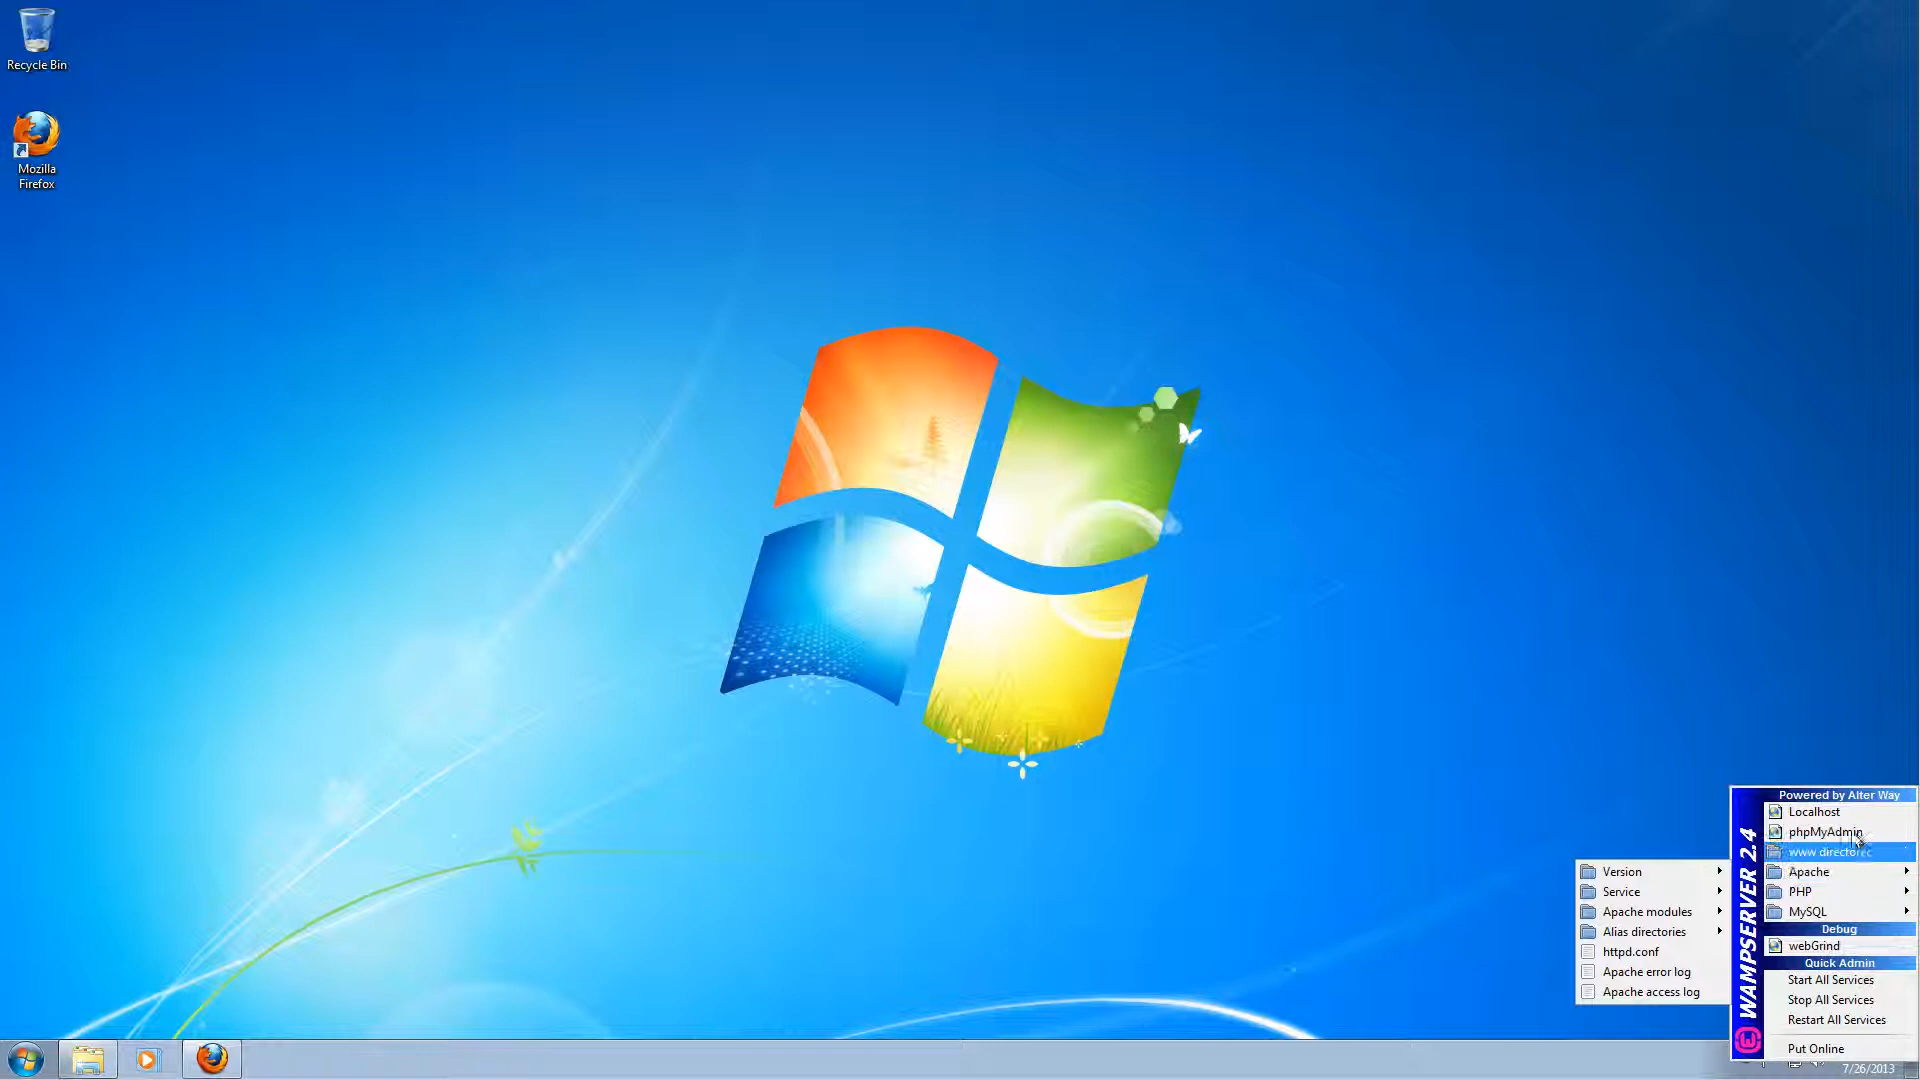 Recycle Bin
Mozilla
Firefox
Powered by Alter Way
Localhost
phpMyAdmin
www directory
Apache
PHP
MySQL
Debug
webGrind
Quick Admin
Start All Services
Stop All Services
Restart All Services
Put Online
WAMPSERVER 2.4
Version
Service
Apache modules
Alias directories
httpd.conf
Apache error log
Apache access log
7/26/2013